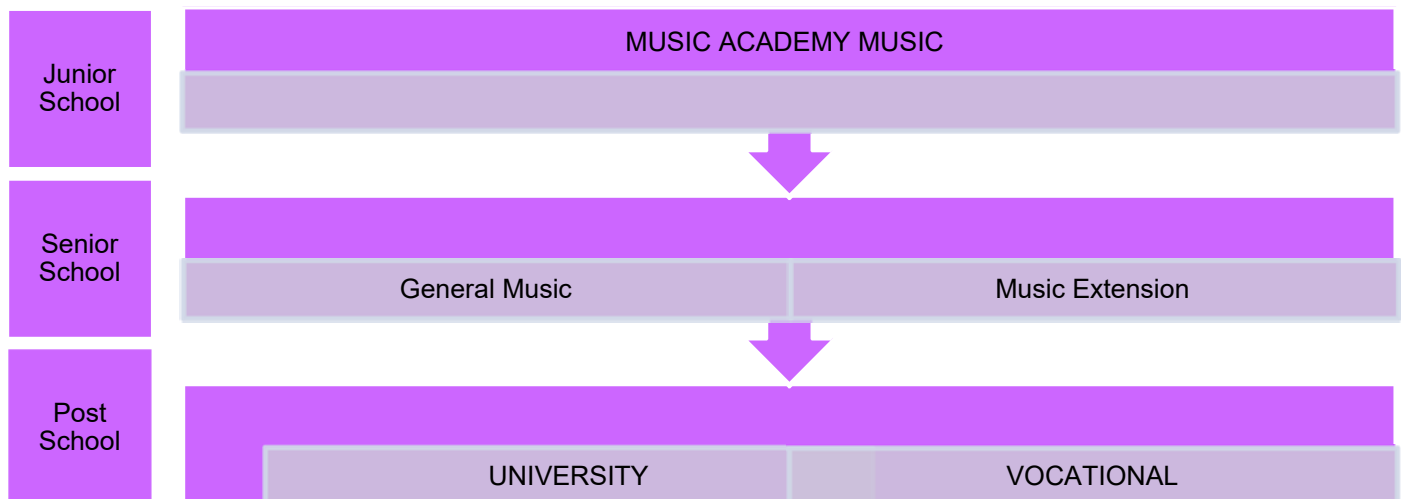 Junior
School
MUSIC ACADEMY MUSIC
Senior
School
General Music
Music Extension
Post
School
UNIVERSITY
VOCATIONAL